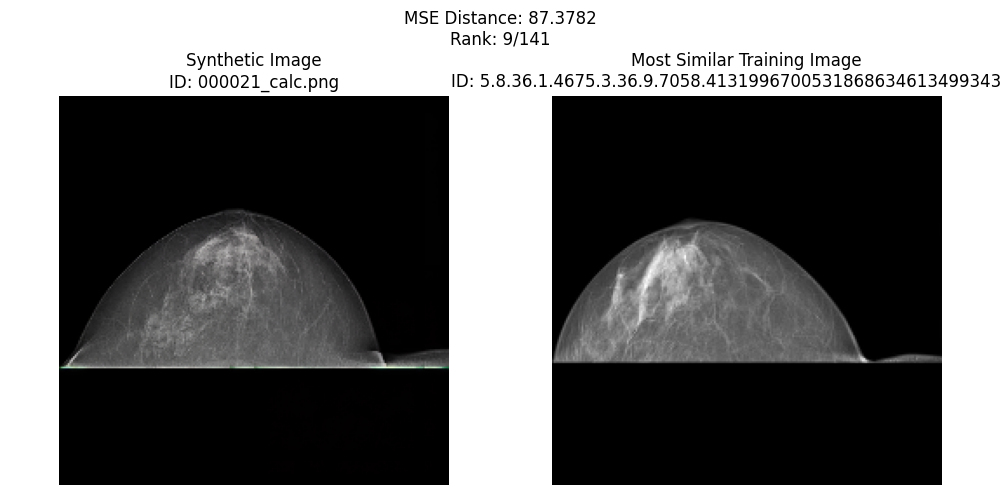 MSE Distance: 87.3782
Rank: 9/141
Synthetic Image
ID: 000021_calc.png
Most Similar Training Image
ID: 5.8.36.1.4675.3.36.9.7058.413199670053186863461349934​3